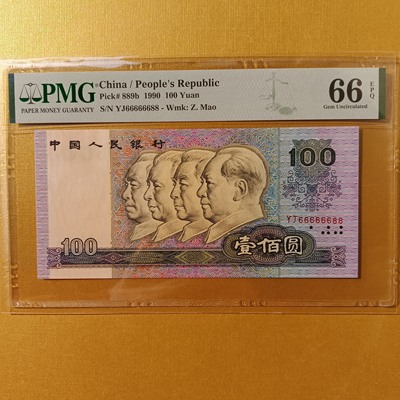 PMG
PAPER MONEY GUARANTY
China / People's Republic
Pick# 889b 1990 100 Yuan
S/N YJ66666688 - Wmk: Z. Mao
66 EPQ
Gem Uncirculated
中国人民银行
100
YJ66666688
100
壹佰圆